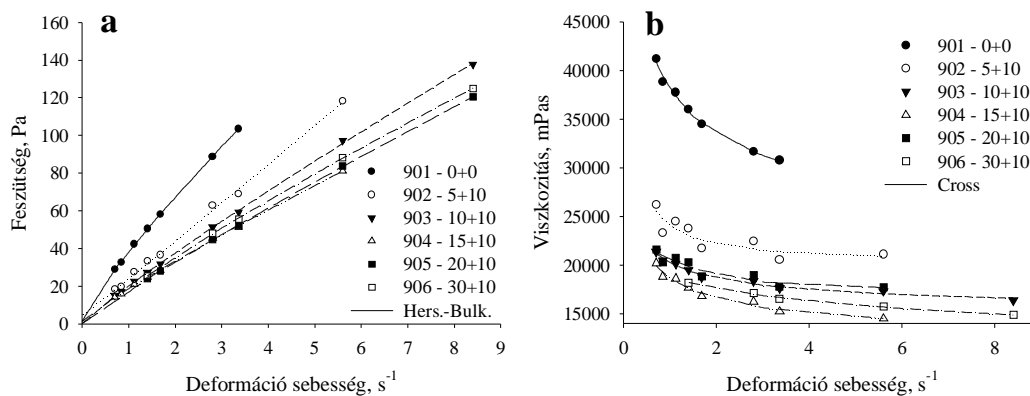 a
160
140
120
100
80
60
40
20
0
0 1 2 3 4 5 6 7 8 9
Feszütség, Pa
Deformáció sebesség, s-1
901 - 0+0
902 - 5+10
903 - 10+10
904 - 15+10
905 - 20+10
906 - 30+10
Hers.-Bulk.
b
45000
40000
35000
30000
25000
20000
15000
0 2 4 6 8
Viszkozitás, mPas
Deformáció sebesség, s-1
901 - 0+0
902 - 5+10
903 - 10+10
904 - 15+10
905 - 20+10
906 - 30+10
Cross